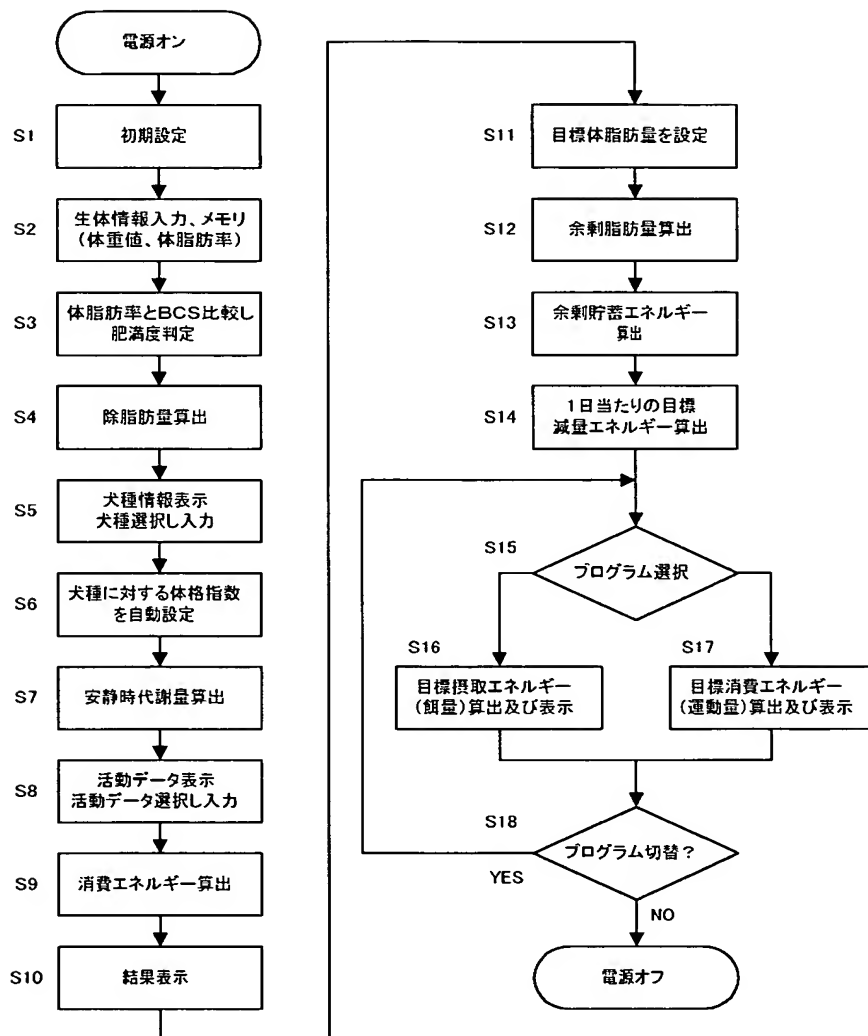 電源オン
S1
初期設定
S2
生体情報入力、メモリ
(体重値、体脂肪率)
S3
体脂肪率とBCS比較し
肥満度判定
S4
除脂肪量算出
S5
犬種情報表示
犬種選択し入力
S6
犬種に対する体格指数
を自動設定
S7
安静時代謝量算出
S8
活動データ表示
活動データ選択し入力
S9
消費エネルギー算出
S10
結果表示
S11
目標体脂肪量を設定
S12
余剰脂肪量算出
S13
余剰貯蓄エネルギー
算出
S14
1日当たりの目標
減量エネルギー算出
S15
プログラム選択
S16
目標摂取エネルギー
(餌量)算出及び表示
S17
目標消費エネルギー
(運動量)算出及び表示
S18
プログラム切替?
YES
NO
電源オフ